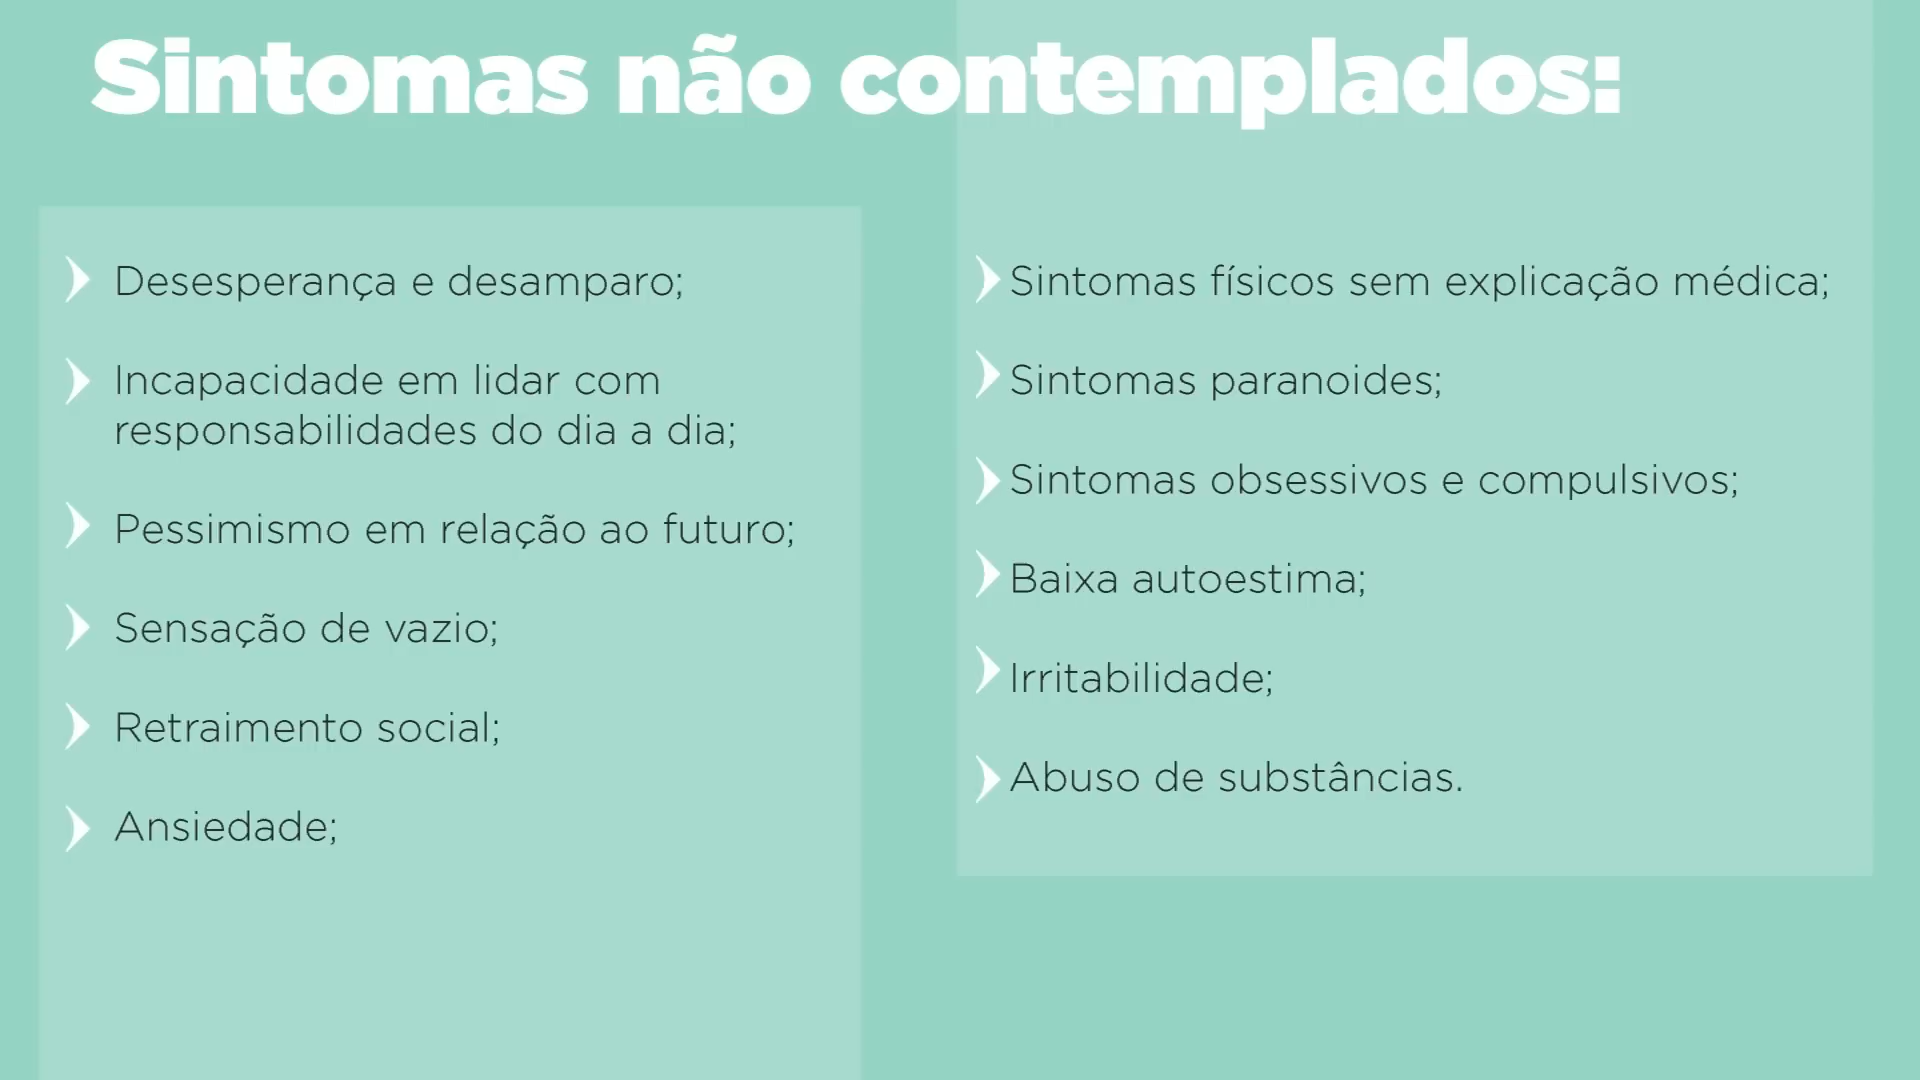 Sintomas não contemplados:
Desesperança e desamparo;
Incapacidade em lidar com
responsabilidades do dia a dia;
Pessimismo em relação ao futuro;
Sensação de vazio;
Retraimento social;
Ansiedade;
Sintomas físicos sem explicação médica;
Sintomas paranoides;
Sintomas obsessivos e compulsivos;
Baixa autoestima;
Irritabilidade;
Abuso de substâncias.